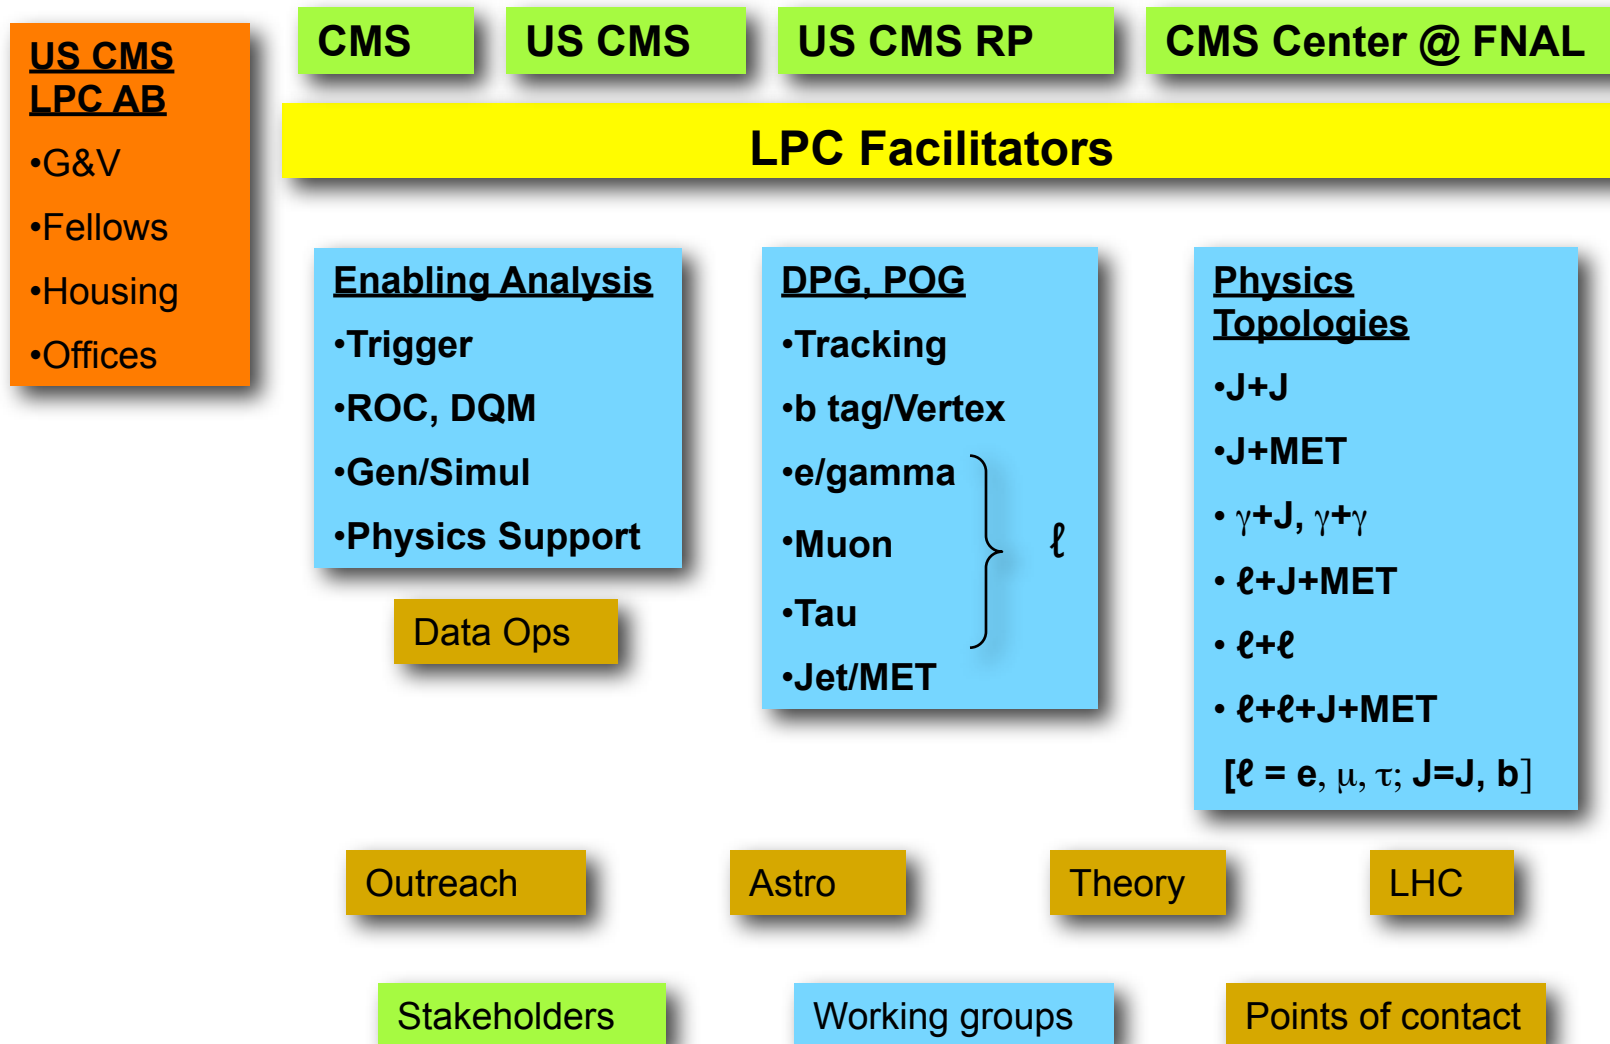 US CMS
LPC AB
•G&V
•Fellows
•Housing
•Offices
CMS
US CMS
US CMS RP
CMS Center @ FNAL
LPC Facilitators
Enabling Analysis
•Trigger
•ROC, DQM
•Gen/Simul
•Physics Support
Data Ops
DPG, POG
•Tracking
•b tag/Vertex
•e/gamma
•Muon
•Tau
•Jet/MET
ℓ
Physics
Topologies
•J+J
•J+MET
• γ+J, γ+γ
• ℓ+J+MET
• ℓ+ℓ
• ℓ+ℓ+J+MET
[ℓ = e, μ, τ; J=J, b]
Outreach
Astro
Theory
LHC
Stakeholders
Working groups
Points of contact